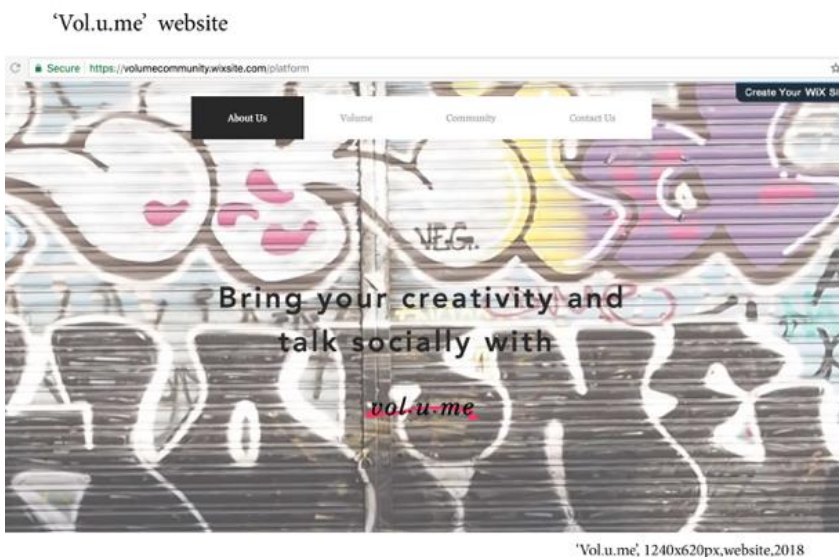 ‘Vol.u.me’ website
Secure https://volumecommunity.wixsite.com/platform
Create Your WiX Si
About Us Volume Community Contact Us
VEG.
Bring your creativity and
talk socially with
vol.u.me
‘Vol.u.me’, 1240x620px,website,2018